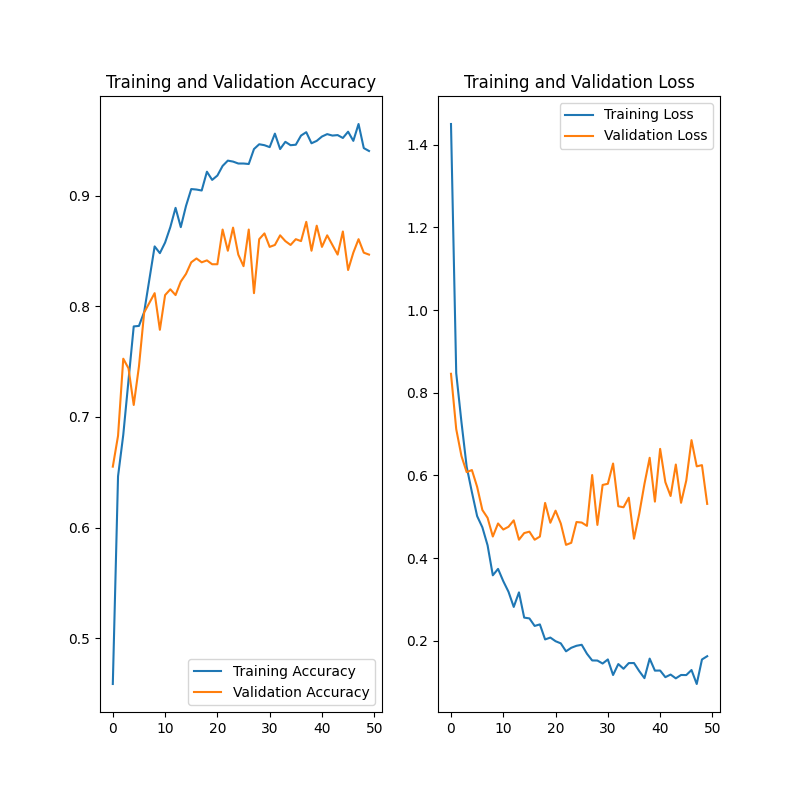 Training and Validation Accuracy
0.9
0.8
0.7
0.6
0.5
0 10 20 30 40 50
Training Accuracy
Validation Accuracy
Training and Validation Loss
1.4
1.2
1.0
0.8
0.6
0.4
0.2
0 10 20 30 40 50
Training Loss
Validation Loss